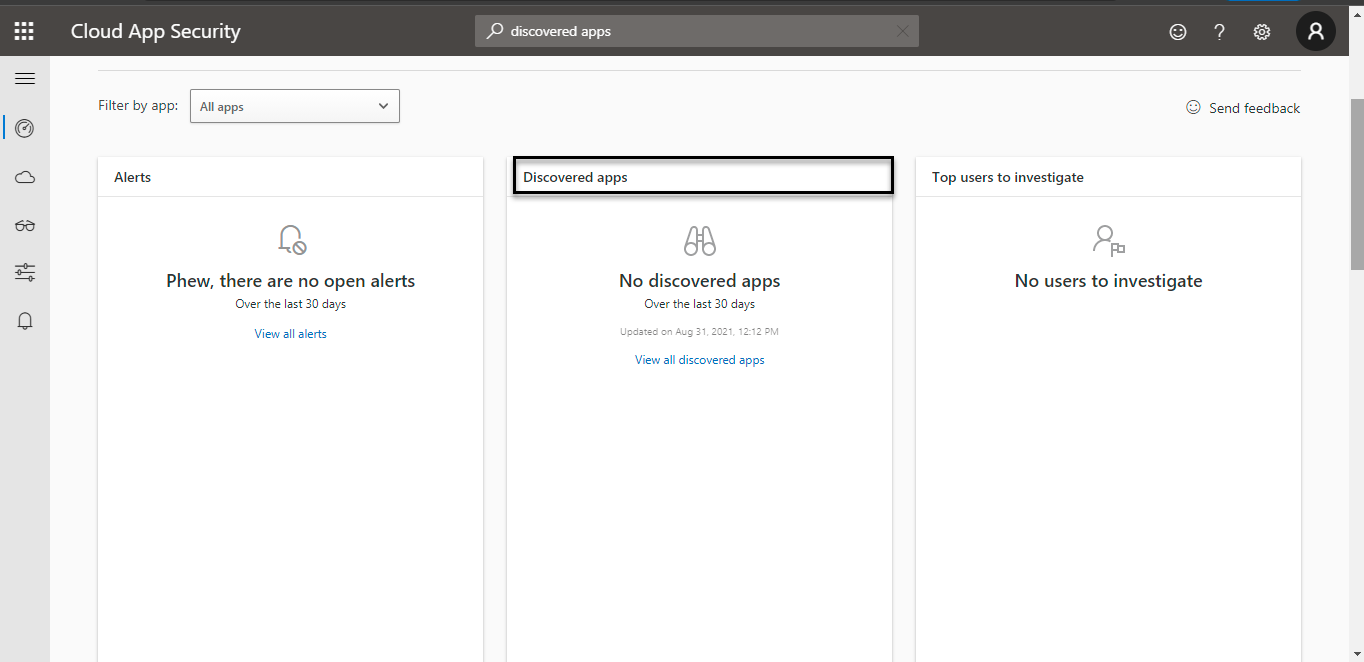 Cloud App Security
discovered apps
Filter by app:
All apps
Send feedback
Alerts
Phew, there are no open alerts
Over the last 30 days
View all alerts
Discovered apps
No discovered apps
Over the last 30 days
Updated on Aug 31, 2021, 12:12 PM
View all discovered apps
Top users to investigate
No users to investigate